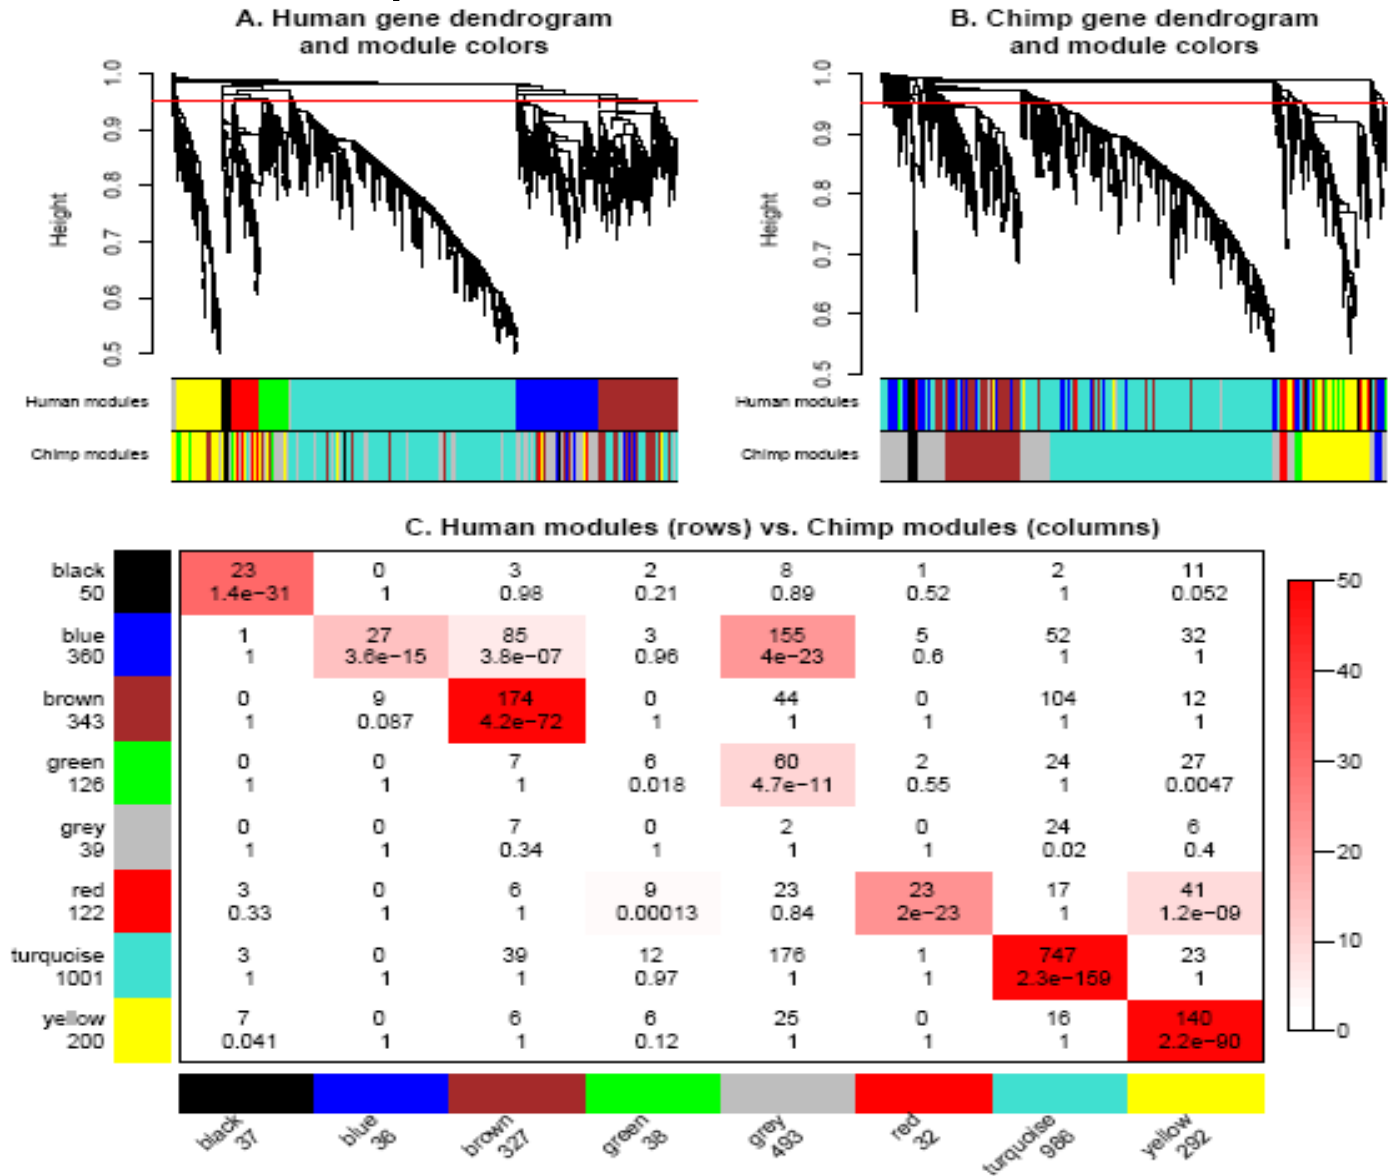 A. Human gene dendrogram
and module colors
B. Chimp gene dendrogram
and module colors
Height
1.0
0.9
0.8
0.7
0.6
0.5
Human modules
Chimp modules
Height
1.0
0.9
0.8
0.7
0.6
0.5
Human modules
Chimp modules
C. Human modules (rows) vs. Chimp modules (columns)
black 23 0 3 2 8 1 2 11
50 1.4e−31 1 0.98 0.21 0.89 0.52 1 0.052
blue 1 27 85 3 155 5 52 32
360 1 3.6e−15 3.8e−07 0.96 4e−23 0.6 1 1
brown 0 9 174 0 44 0 104 12
343 1 0.087 4.2e−72 1 1 1 1 1
green 0 0 7 6 60 2 24 27
126 1 1 1 0.018 4.7e−11 0.55 1 0.0047
grey 0 0 7 0 2 0 24 6
39 1 1 0.34 1 1 1 0.02 0.4
red 3 0 6 9 23 23 17 41
122 0.33 1 1 0.00013 0.84 2e−23 1 1.2e−09
turquoise 3 0 39 12 176 1 747 23
1001 1 1 1 0.97 1 1 2.3e−159 1
yellow 7 0 6 6 25 0 16 140
200 0.041 1 1 0.12 1 1 1 2.2e−90
50
40
30
20
10
0
black
37
blue
36
brown
327
green
38
grey
493
red
32
turquoise
986
yellow
292